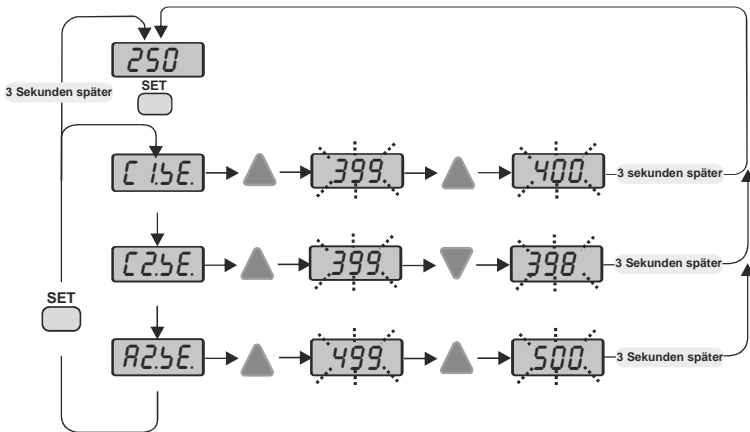 250
3 Sekunden später
SET
C1.SE.
399.
400.
3 sekunden später
C2.SE.
399.
398
3 Sekunden später
SET
A2.SE.
499.
500.
3 Sekunden später